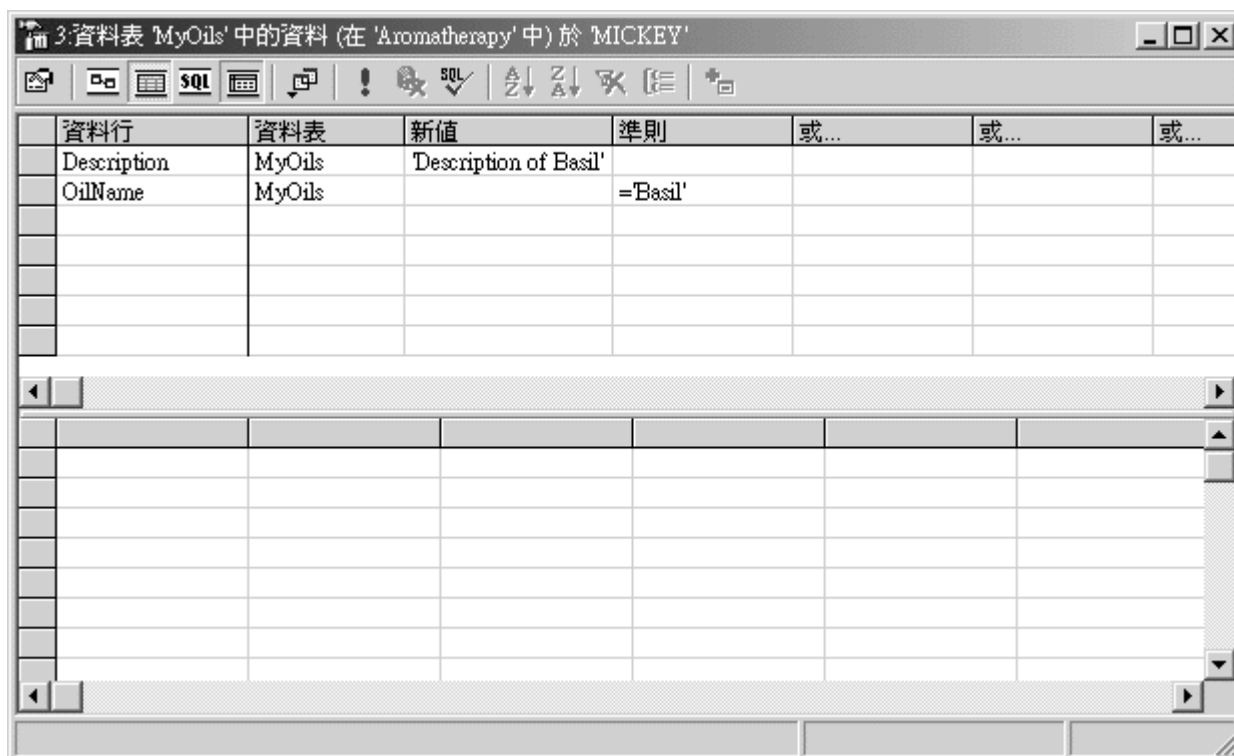 3:資料表 'MyOils' 中的資料 (在 'Aromatherapy' 中) 於 'MICKEY'
SQL SQL A Z Z A
資料行 資料表 新值 準則 或... 或... 或...
Description MyOils 'Description of Basil'
OilName MyOils ='Basil'